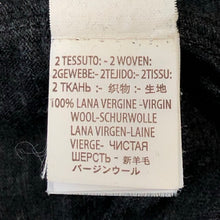 2 TESSUTO:-2 WOVEN:
2GEWEBE:-2TEJIDO:-2TISSU:
2 ТКАНЬ : - 织物 : - 生地
100% LANA VERGINE -VIRGIN
WOOL-SCHURWOLLE
LANA VIRGEN-LAINE
VIERGE- ЧИСТАЯ
ШЕРСТЬ - 新羊毛
バージンウール